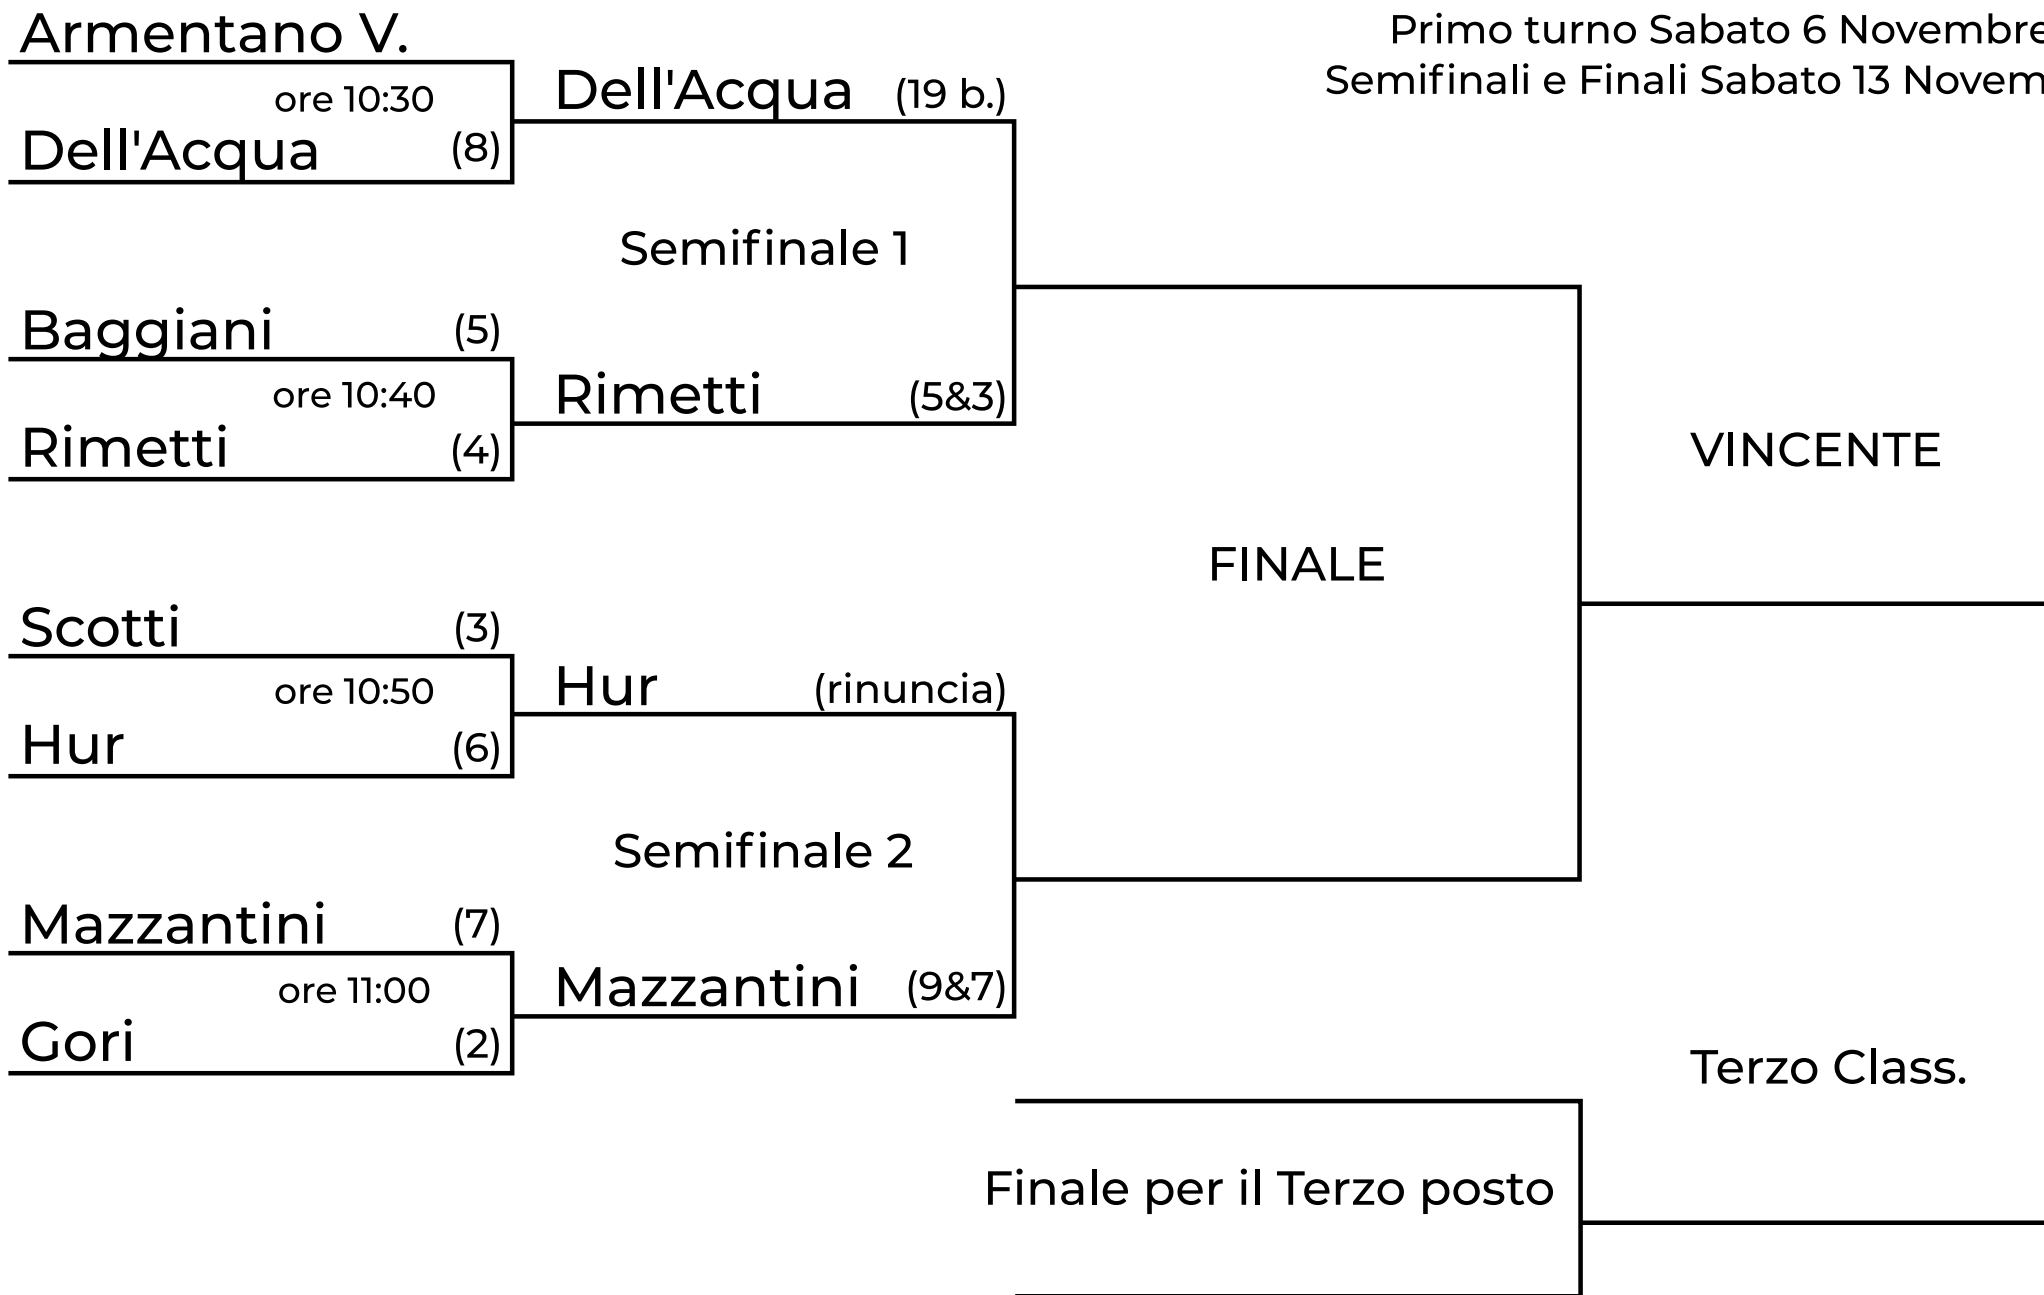 Armentano V.
Primo turno Sabato 6 Novembre
Semifinali e Finali Sabato 13 Novem
ore 10:30
Dell'Acqua (19 b.)
Dell'Acqua (8)
Semifinale 1
Baggiani (5)
ore 10:40
Rimetti (5&3)
Rimetti (4)
VINCENTE
FINALE
Scotti (3)
ore 10:50
Hur (rinuncia)
Hur (6)
Semifinale 2
Mazzantini (7)
ore 11:00
Mazzantini (9&7)
Gori (2)
Terzo Class.
Finale per il Terzo posto